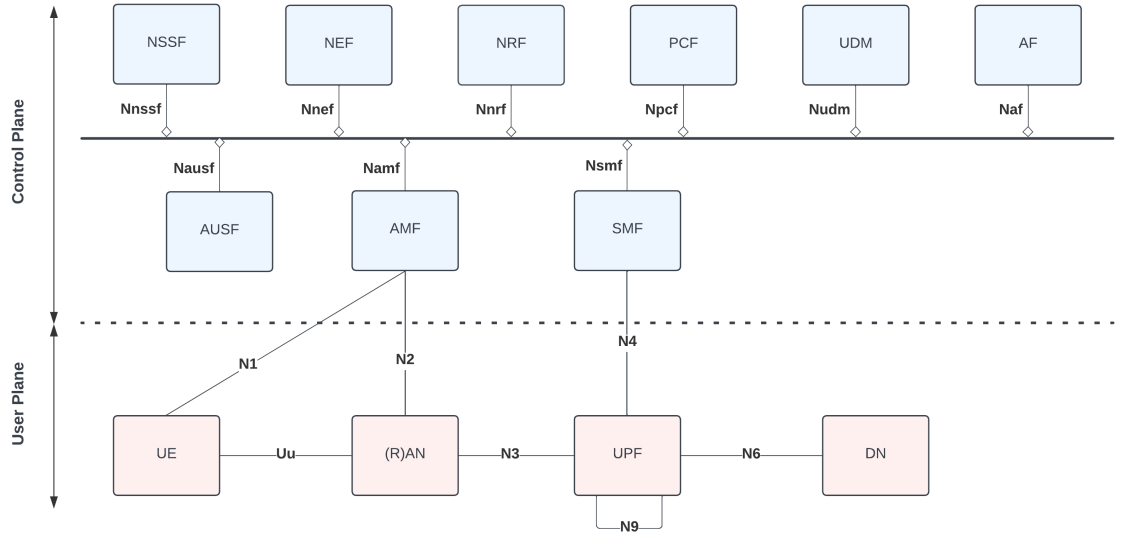 NSSF
NEF
NRF
PCF
UDM
AF
Nnssf
Nnef
Nnrf
Npcf
Nudm
Naf
Control Plane
Nausf
Namf
Nsmf
AUSF
AMF
SMF
N4
N1
N2
User Plane
UE
Uu
(R)AN
N3
UPF
N6
DN
N9